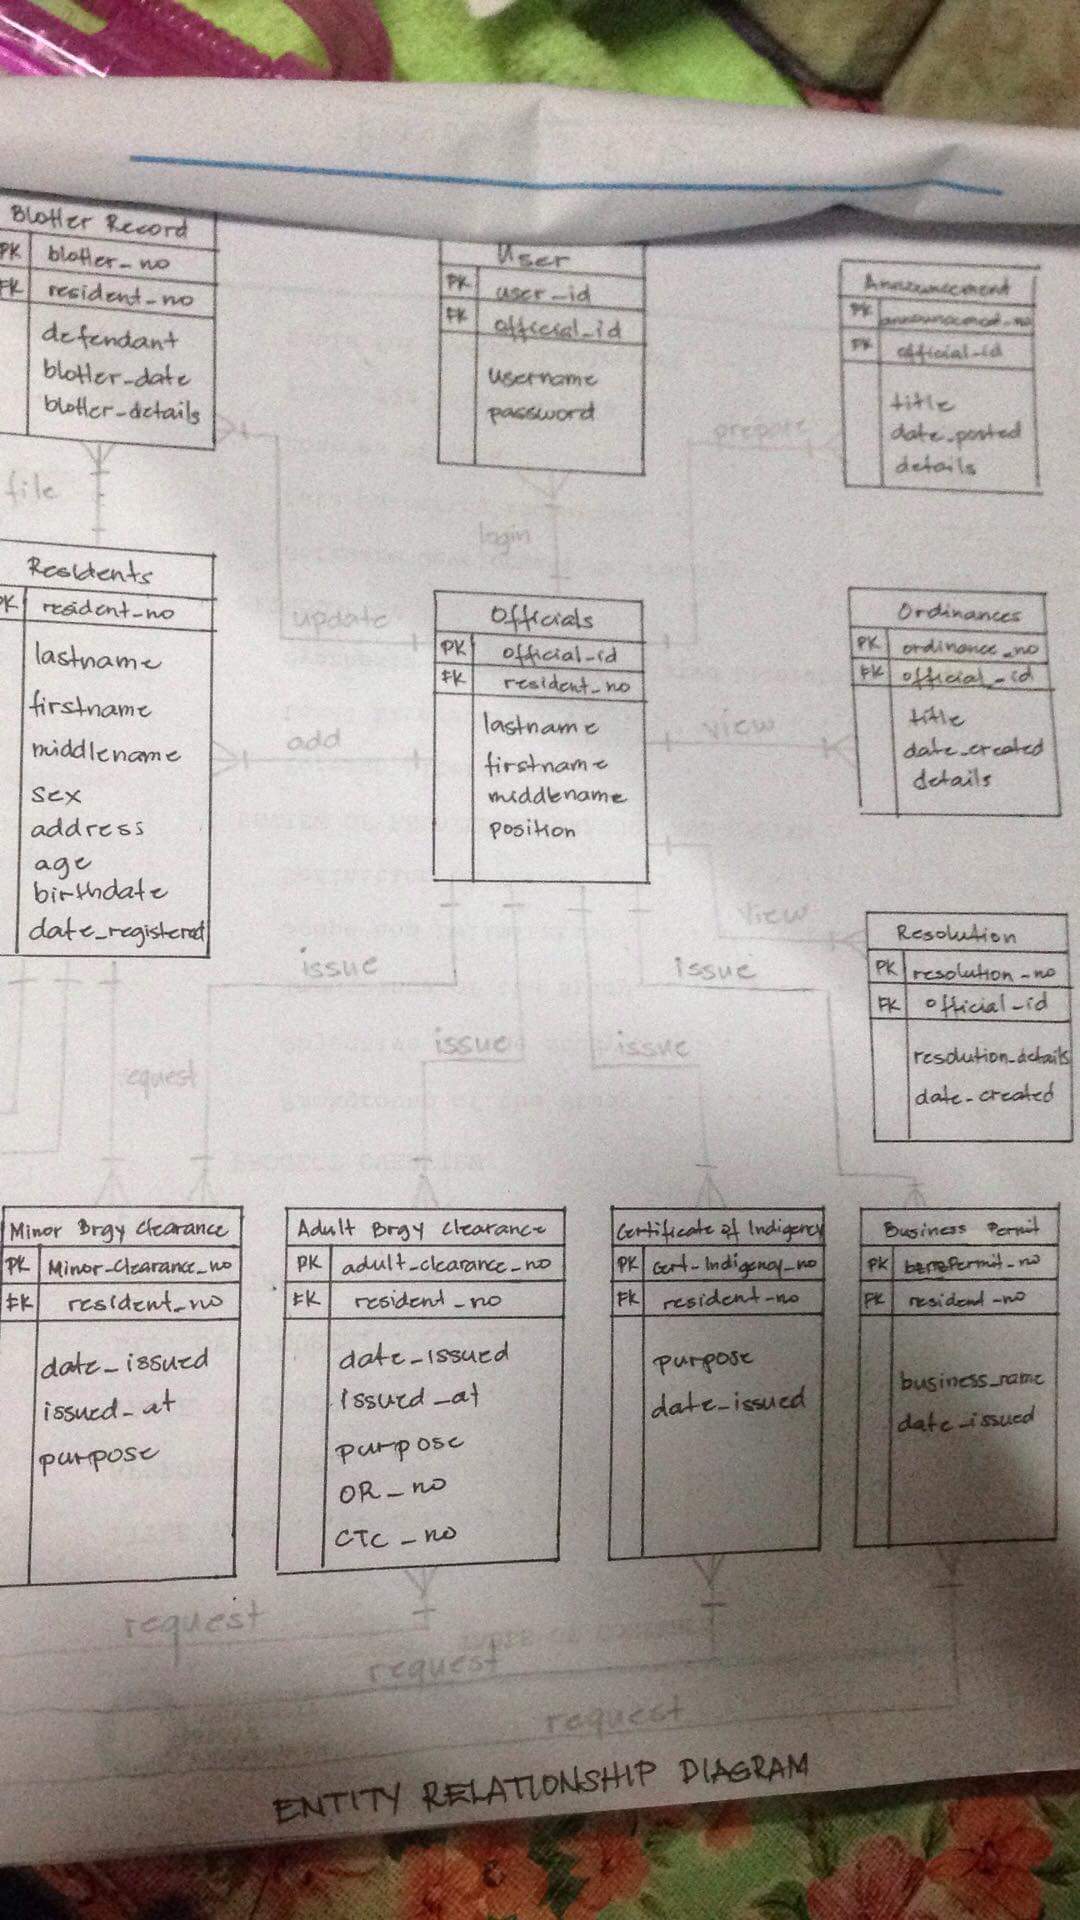 Blotter Record
PK blotter_no
FK resident_no
defendant
blotter_date
blotter_details
User
PK user_id
FK official_id
username
password
Announcement
PK announcement_no
FK official_id
title
date_posted
details
file
login
prepare
Residents
PK resident_no
lastname
firstname
middlename
sex
address
age
birthdate
date_registered
update
add
Officials
PK official_id
FK resident_no
lastname
firstname
middlename
position
view
Ordinances
PK ordinance_no
FK official_id
title
date_created
details
view
Resolution
PK resolution_no
FK official_id
resolution_details
date_created
issue
issue
issue
issue
request
Minor Brgy Clearance
PK Minor_Clearance_no
FK resident_no
date_issued
issued_at
purpose
Adult Brgy Clearance
PK adult_clearance_no
FK resident_no
date_issued
issued_at
purpose
OR_no
CTC_no
Certificate of Indigency
PK Cert_Indigency_no
FK resident_no
purpose
date_issued
Business Permit
PK
FK resident_no
business_name
date_issued
request
request
request
ENTITY RELATIONSHIP DIAGRAM